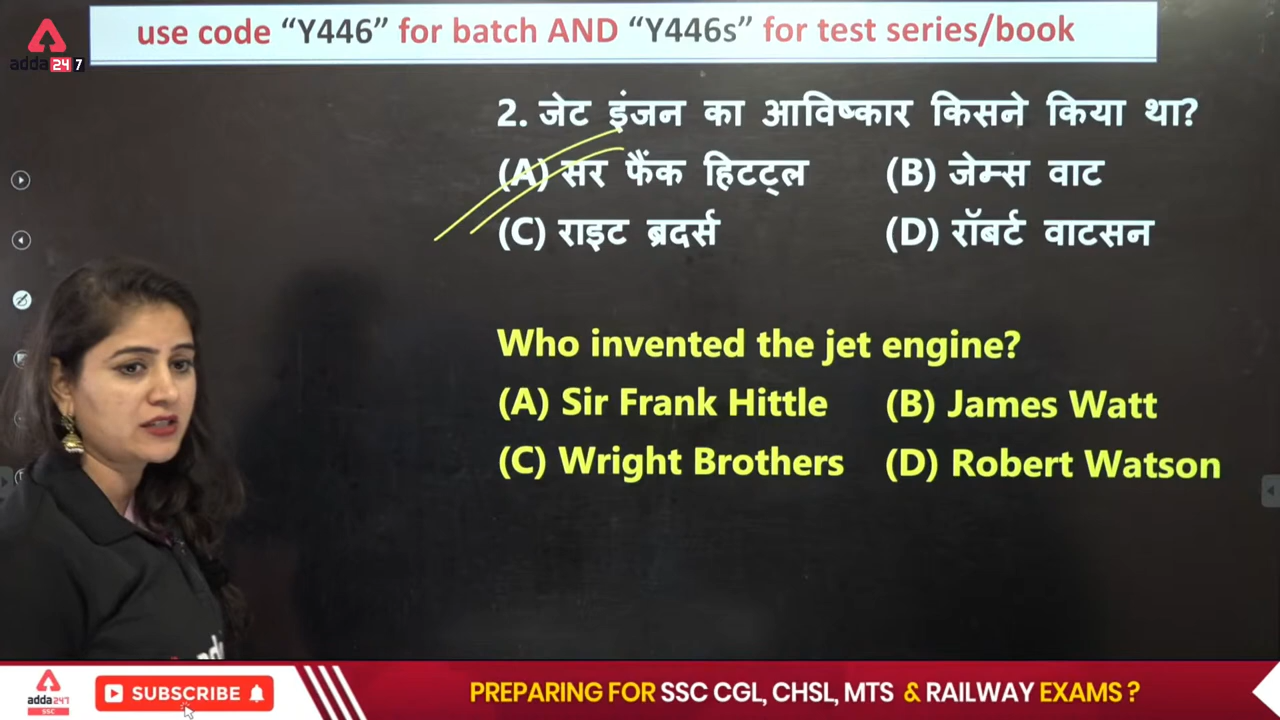 use code “Y446” for batch AND “Y446s” for test series/book
adda 247
2. जेट इंजन का आविष्कार किसने किया था?
(A) सर फैंक हिटट्ल (B) जेम्स वाट
(C) राइट ब्रदर्स (D) रॉबर्ट वाटसन
Who invented the jet engine?
(A) Sir Frank Hittle (B) James Watt
(C) Wright Brothers (D) Robert Watson
adda247
SSC
SUBSCRIBE
PREPARING FOR SSC CGL, CHSL, MTS & RAILWAY EXAMS ?